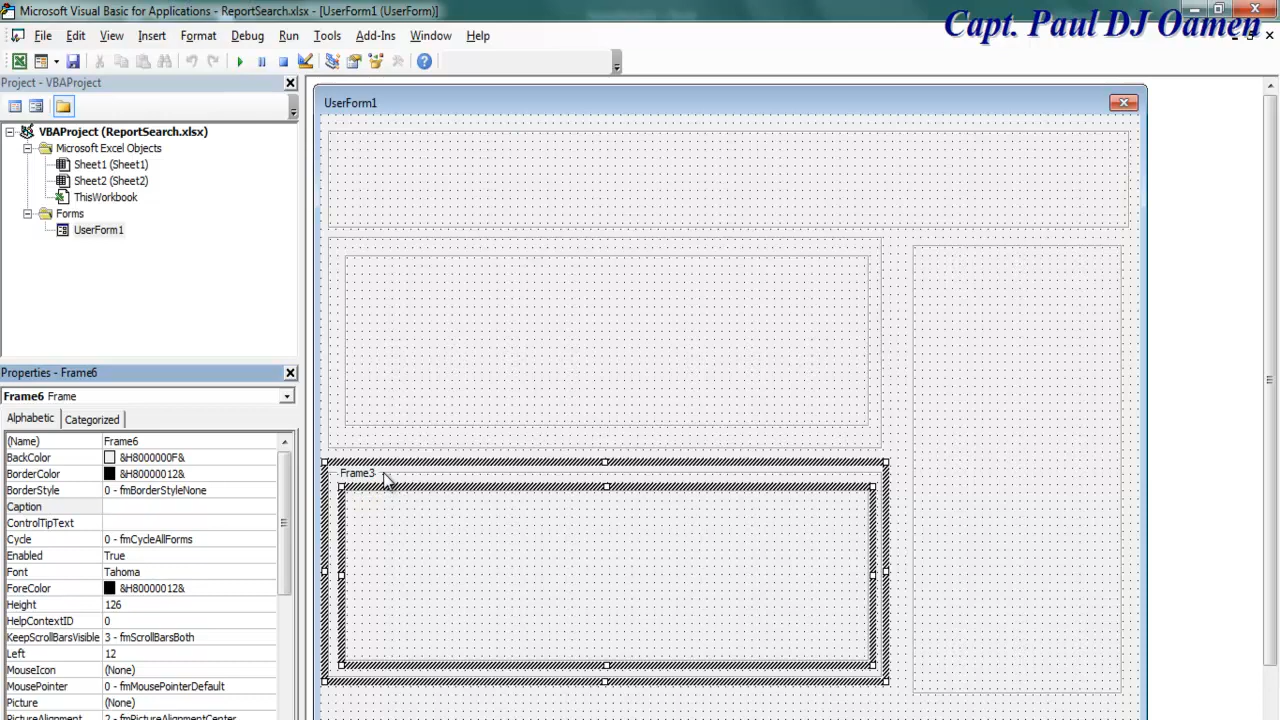 Microsoft Visual Basic for Applications - ReportSearch.xlsx - [UserForm1 (UserForm)]
Capt. Paul DJ Oamen
File Edit View Insert Format Debug Run Tools Add-Ins Window Help
Project - VBAProject
UserForm1
VBAProject (ReportSearch.xlsx)
Microsoft Excel Objects
Sheet1 (Sheet1)
Sheet2 (Sheet2)
ThisWorkbook
Forms
UserForm1
Properties - Frame6
Frame6 Frame
Alphabetic Categorized
(Name) Frame6
BackColor &H8000000F&
BorderColor &H80000012&
BorderStyle 0 - fmBorderStyleNone
Caption
ControlTipText
Cycle 0 - fmCycleAllForms
Enabled True
Font Tahoma
ForeColor &H80000012&
Height 126
HelpContextID 0
KeepScrollBarsVisible 3 - fmScrollBarsBoth
Left 12
MouseIcon (None)
MousePointer 0 - fmMousePointerDefault
Picture (None)
PictureAlignment 2 - fmPictureAlignmentCenter
Frame3